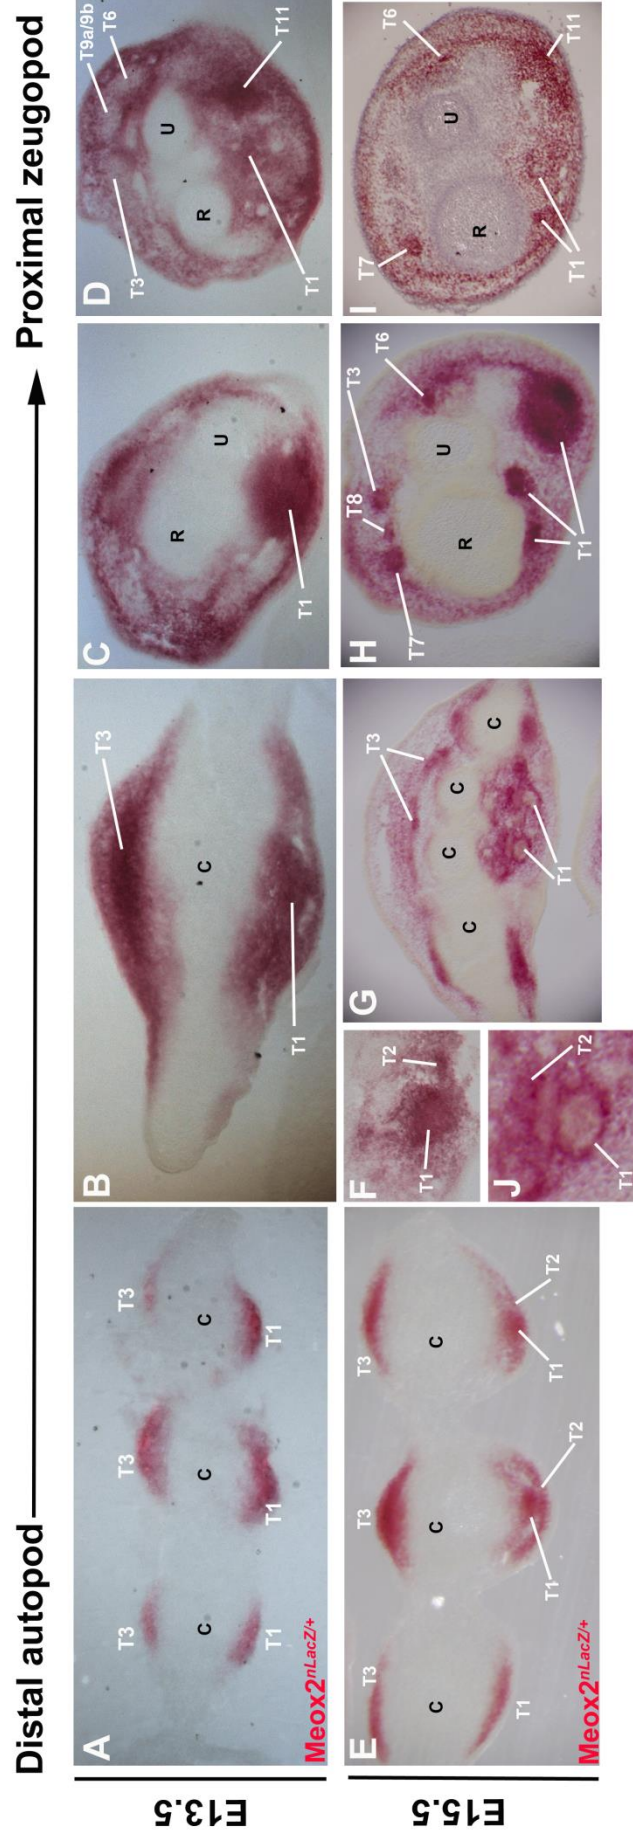 Distal autopod
Proximal zeugopod
E13.5
A
T3
T3
T3
C
C
C
T1
T1
T1
Meox2nLacZ/+
B
T3
C
T1
C
R
U
T1
D
T9a/9b
T6
T3
U
R
T11
T1
E15.5
E
T3
T3
T3
C
C
C
T1
T1
T2
T1
T2
Meox2nLacZ/+
F
T2
T1
J
T2
T1
G
T3
C
C
C
C
T1
H
T6
T3
T8
T7
U
R
T1
I
T6
T7
U
R
T11
T1